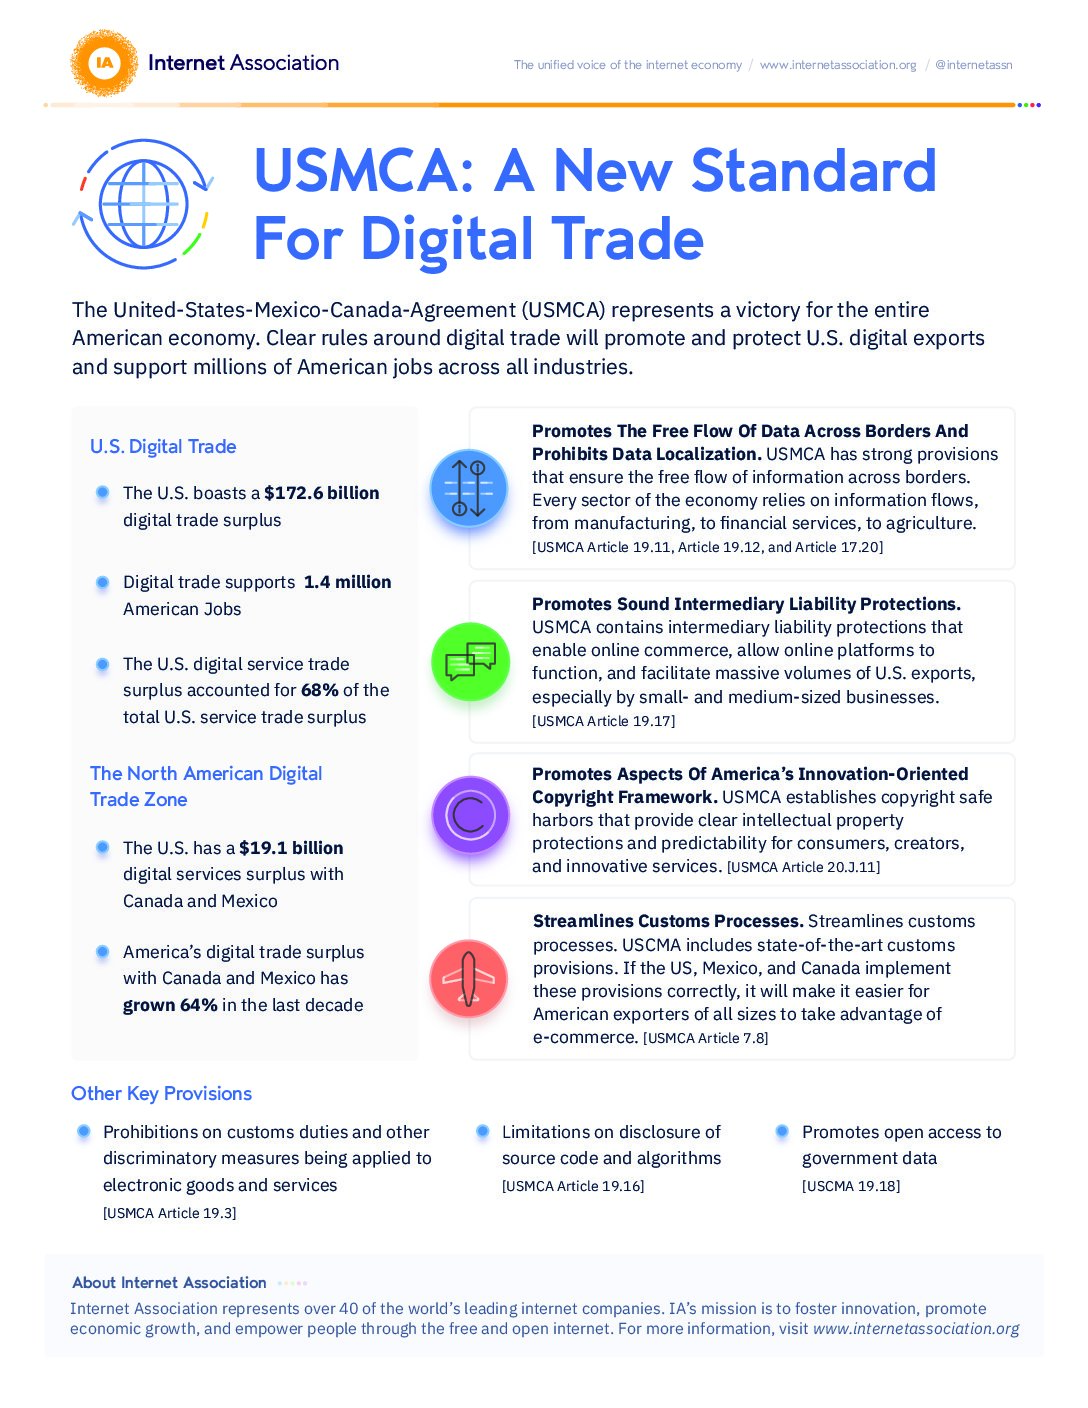 IA
Internet Association
The unified voice of the internet economy / www.internetassociation.org / @internetassn
USMCA: A New Standard
For Digital Trade
The United-States-Mexico-Canada-Agreement (USMCA) represents a victory for the entire
American economy. Clear rules around digital trade will promote and protect U.S. digital exports
and support millions of American jobs across all industries.
U.S. Digital Trade
The U.S. boasts a $172.6 billion
digital trade surplus
Digital trade supports 1.4 million
American Jobs
The U.S. digital service trade
surplus accounted for 68% of the
total U.S. service trade surplus
The North American Digital
Trade Zone
The U.S. has a $19.1 billion
digital services surplus with
Canada and Mexico
America's digital trade surplus
with Canada and Mexico has
grown 64% in the last decade
Promotes The Free Flow Of Data Across Borders And
Prohibits Data Localization. USMCA has strong provisions
that ensure the free flow of information across borders.
Every sector of the economy relies on information flows,
from manufacturing, to financial services, to agriculture.
[USMCA Article 19.11, Article 19.12, and Article 17.20]
Promotes Sound Intermediary Liability Protections.
USMCA contains intermediary liability protections that
enable online commerce, allow online platforms to
function, and facilitate massive volumes of U.S. exports,
especially by small- and medium-sized businesses.
[USMCA Article 19.17]
Promotes Aspects Of America's Innovation-Oriented
Copyright Framework. USMCA establishes copyright safe
harbors that provide clear intellectual property
protections and predictability for consumers, creators,
and innovative services. [USMCA Article 20.J.11]
Streamlines Customs Processes. Streamlines customs
processes. USCMA includes state-of-the-art customs
provisions. If the US, Mexico, and Canada implement
these provisions correctly, it will make it easier for
American exporters of all sizes to take advantage of
e-commerce. [USMCA Article 7.8]
Other Key Provisions
Prohibitions on customs duties and other
discriminatory measures being applied to
electronic goods and services
[USMCA Article 19.3]
Limitations on disclosure of
source code and algorithms
[USMCA Article 19.16]
Promotes open access to
government data
[USCMA 19.18]
About Internet Association
Internet Association represents over 40 of the world's leading internet companies. IA's mission is to foster innovation, promote
economic growth, and empower people through the free and open internet. For more information, visit www.internetassociation.org